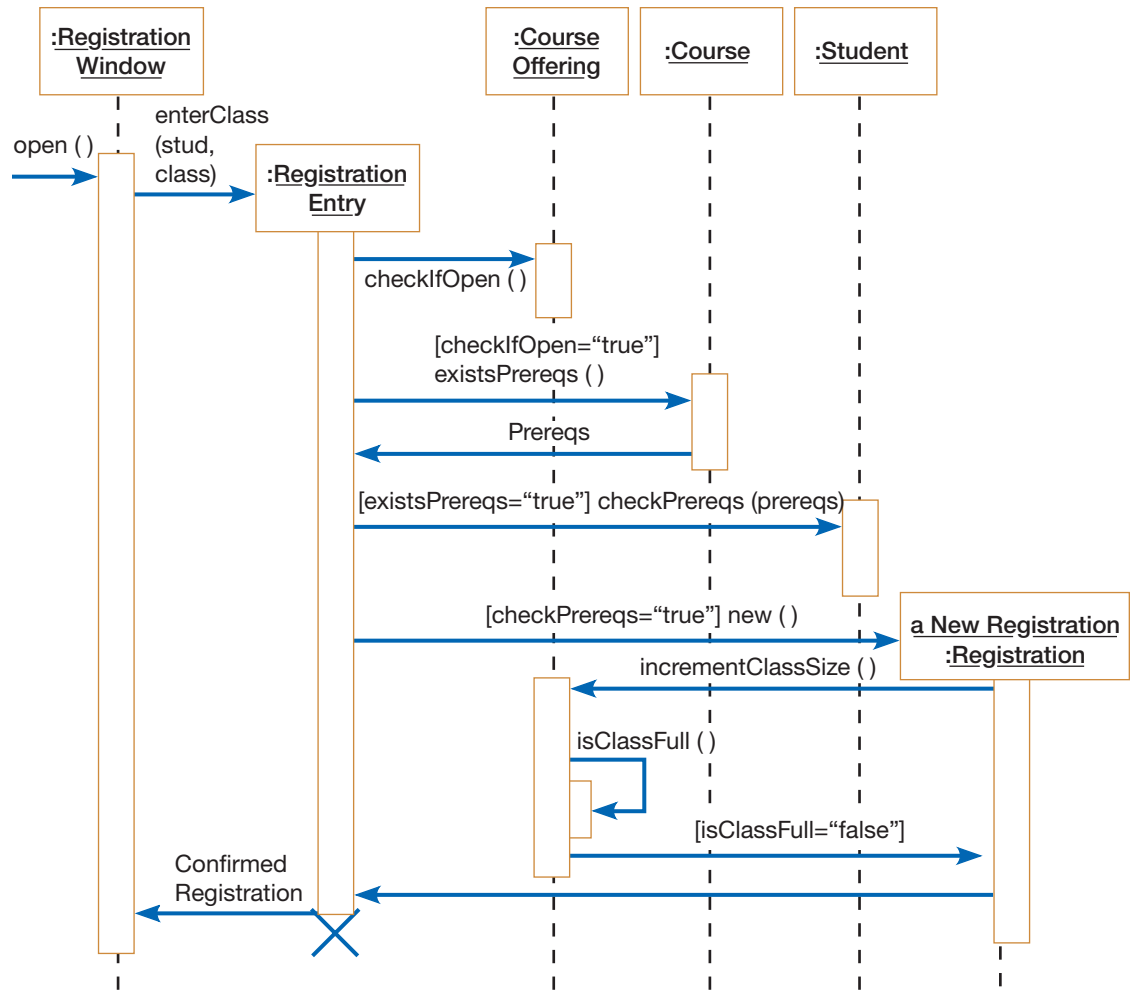 :Registration
Window
:Course
Offering
:Course
:Student
open ( )
enterClass
(stud,
class)
:Registration
Entry
checkIfOpen ( )
[checkIfOpen=“true”]
existsPrereqs ( )
Prereqs
[existsPrereqs=“true”] checkPrereqs (prereqs)
[checkPrereqs=“true”] new ( )
a New Registration
:Registration
incrementClassSize ( )
isClassFull ( )
[isClassFull=“false”]
Confirmed
Registration